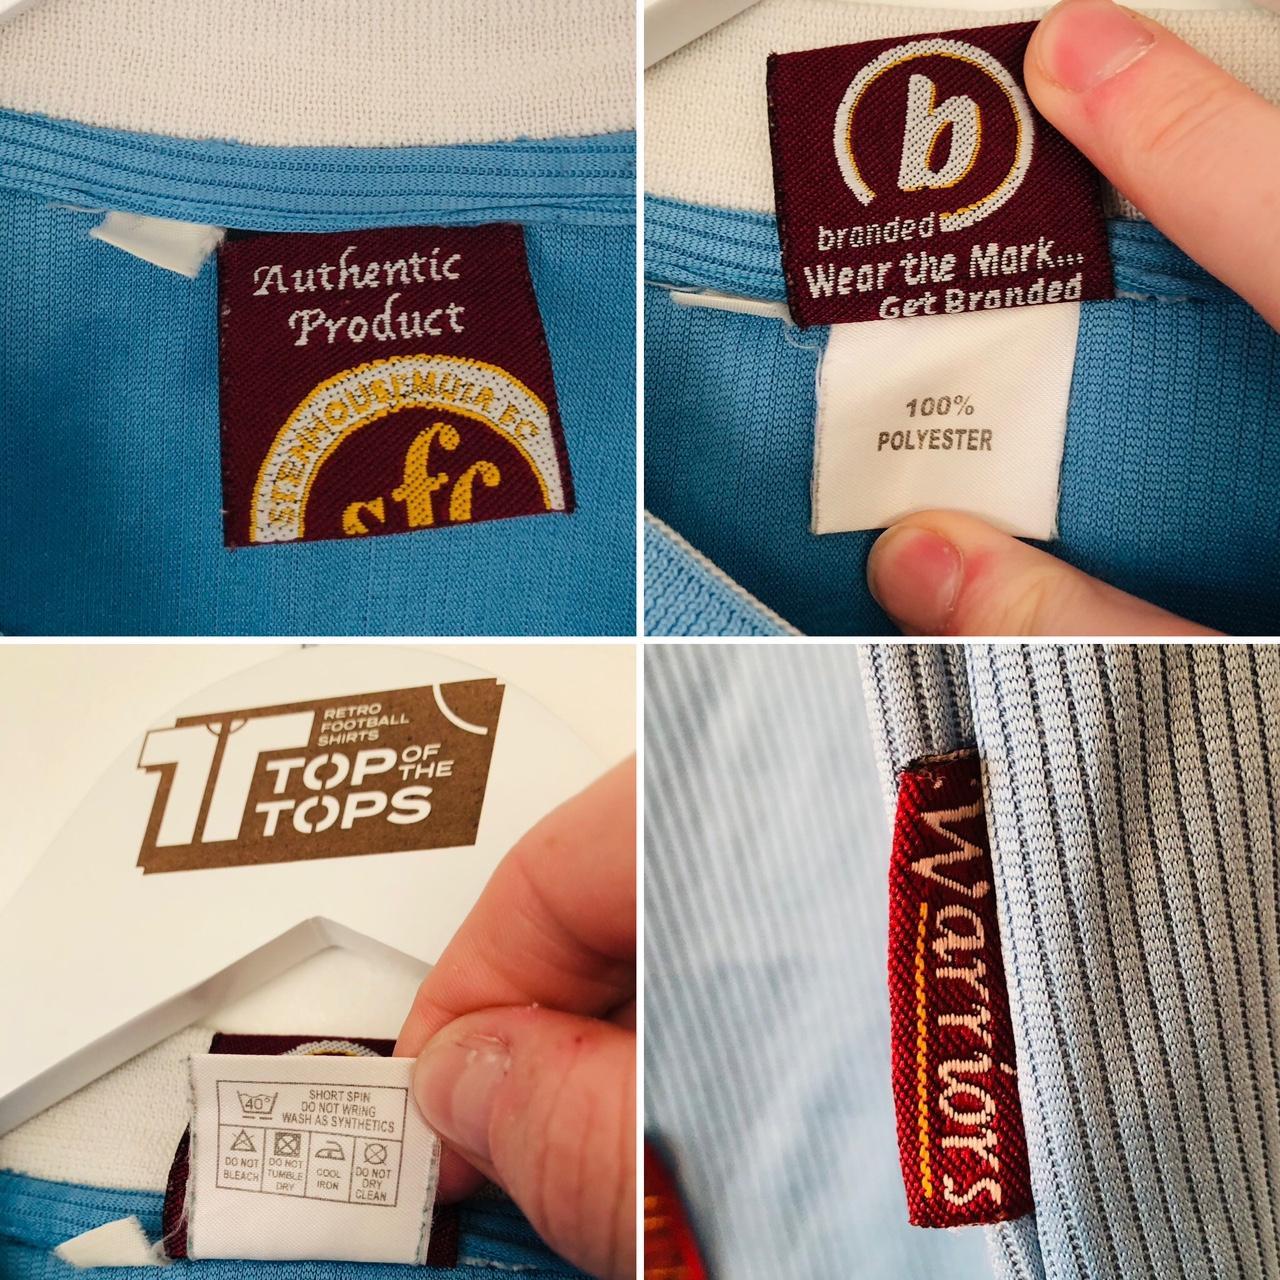 Authentic
Product
STENHOUSEMUIR FC
sfc
b
branded
Wear the Mark...
Get Branded
100%
POLYESTER
RETRO
FOOTBALL
SHIRTS
TOP OF THE
TOPS
40°
SHORT SPIN
DO NOT WRING
WASH AS SYNTHETICS
DO NOT
BLEACH
DO NOT
TUMBLE
DRY
COOL
IRON
DO NOT
DRY
CLEAN
Warriors